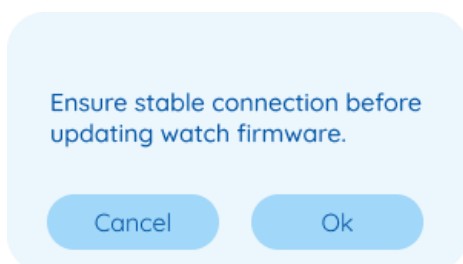 Ensure stable connection before
updating watch firmware.
Cancel
Ok